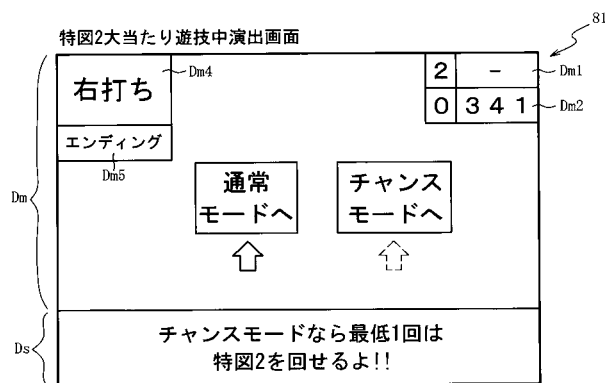 特図2大当たり遊技中演出画面
81
右打ち
Dm4
2 -
Dm1
0 341
Dm2
エンディング
Dm5
Dm
通常
モードへ
チャンス
モードへ
Ds
チャンスモードなら最低1回は
特図2を回せるよ!!